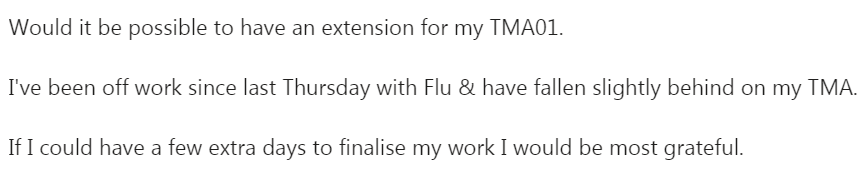 Would it be possible to have an extension for my TMA01.
I've been off work since last Thursday with Flu & have fallen slightly behind on my TMA.
If I could have a few extra days to finalise my work I would be most grateful.